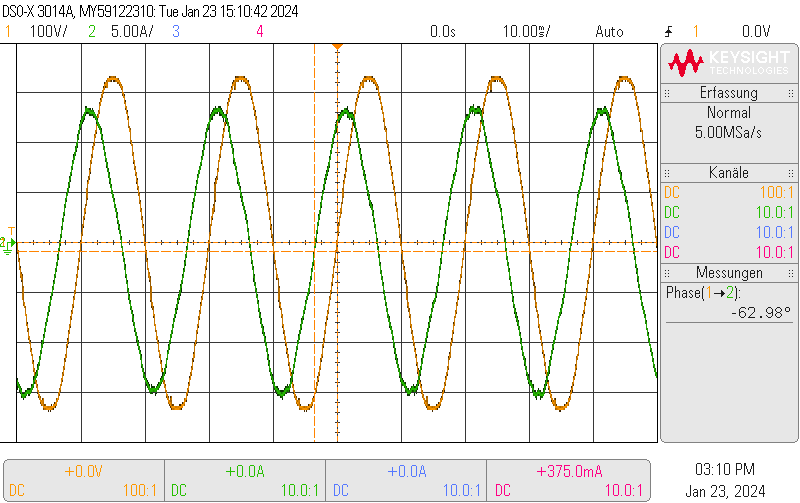 DSO-X 3014A, MY59122310: Tue Jan 23 15:10:42 2024
1 100V/ 2 5.00A/ 3 4 0.0s 10.00ms/ Auto 1 0.0V
KEYSIGHT
TECHNOLOGIES
Erfassung
Normal
5.00MSa/s
Kanäle
DC 100:1
DC 10.0:1
DC 10.0:1
DC 10.0:1
Messungen
Phase(1→2):
-62.98°
T
2
+0.0V
DC 100:1
+0.0A
DC 10.0:1
+0.0A
DC 10.0:1
+375.0mA
DC 10.0:1
03:10 PM
Jan 23, 2024